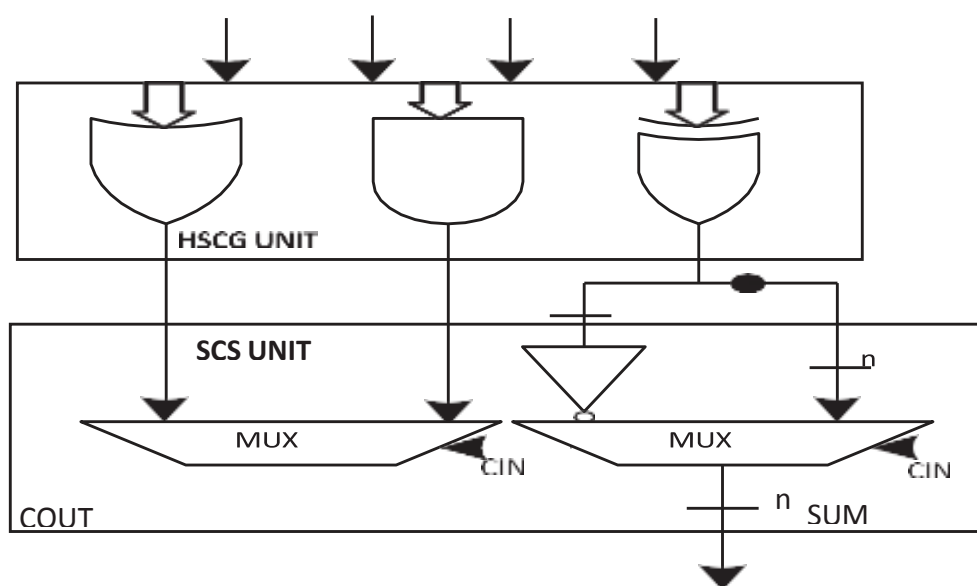 HSCG UNIT
SCS UNIT
n
MUX
CIN
MUX
CIN
COUT
n
SUM